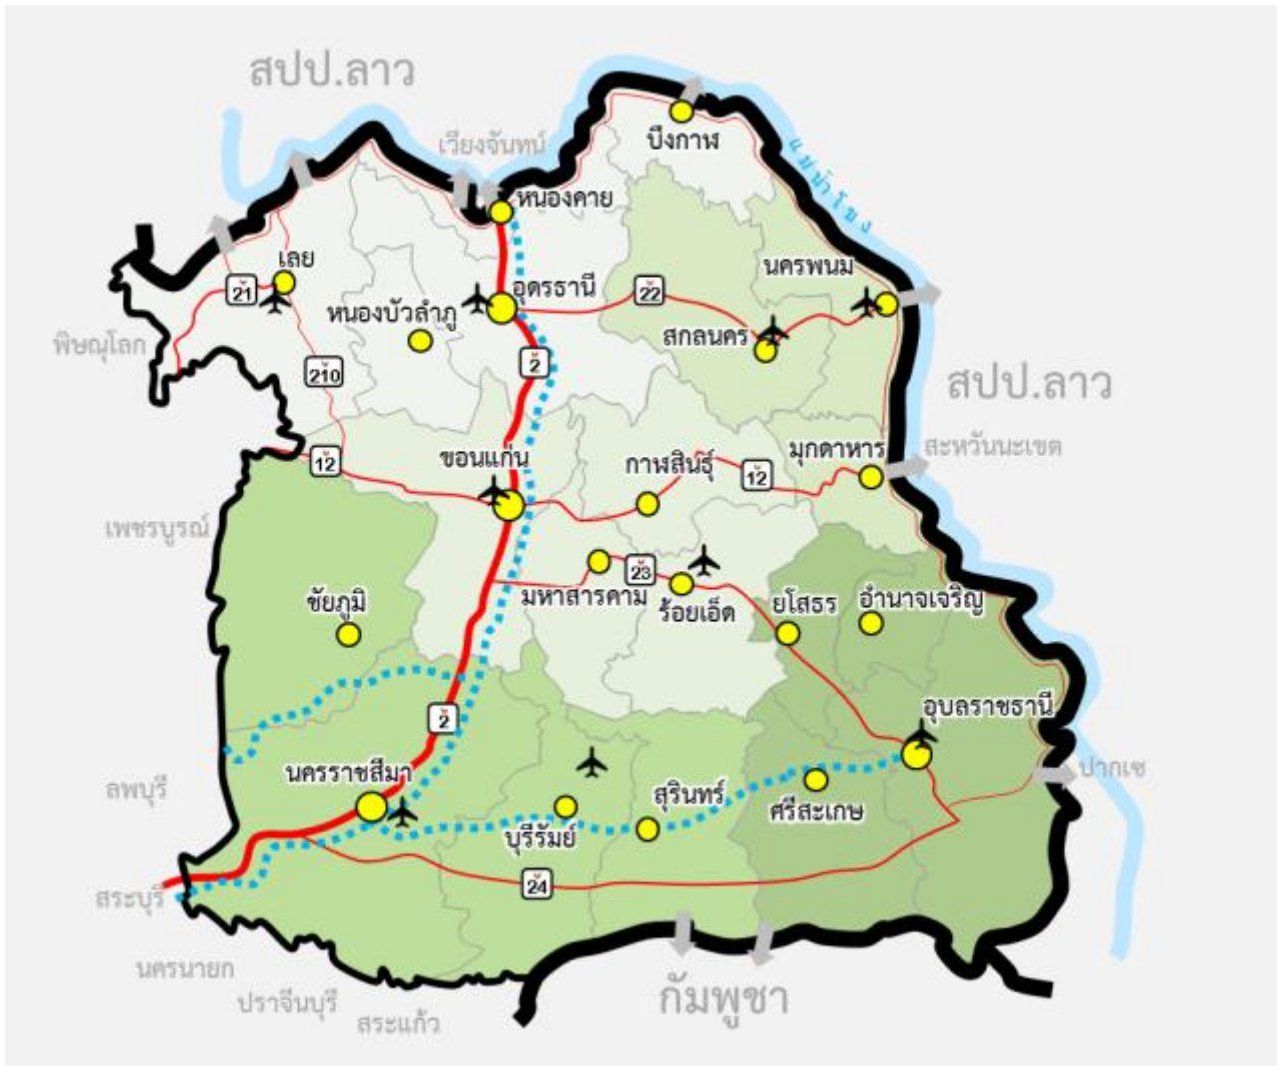 สปป.ลาว
บึงกาฬ
เวียงจันทน์
แม่น้ำโขง
หนองคาย
เลย
นครพนม
21
อุดรธานี
22
หนองบัวลำภู
สกลนคร
พิษณุโลก
2
210
สปป.ลาว
มุกดาหาร
สะหวันนะเขต
ขอนแก่น
12
กาฬสินธุ์
12
เพชรบูรณ์
23
มหาสารคาม
ร้อยเอ็ด
ยโสธร
อำนาจเจริญ
ชัยภูมิ
อุบลราชธานี
2
ปากเซ
นครราชสีมา
ลพบุรี
สุรินทร์
ศรีสะเกษ
บุรีรัมย์
24
สระบุรี
นครนายก
ปราจีนบุรี
สระแก้ว
กัมพูชา